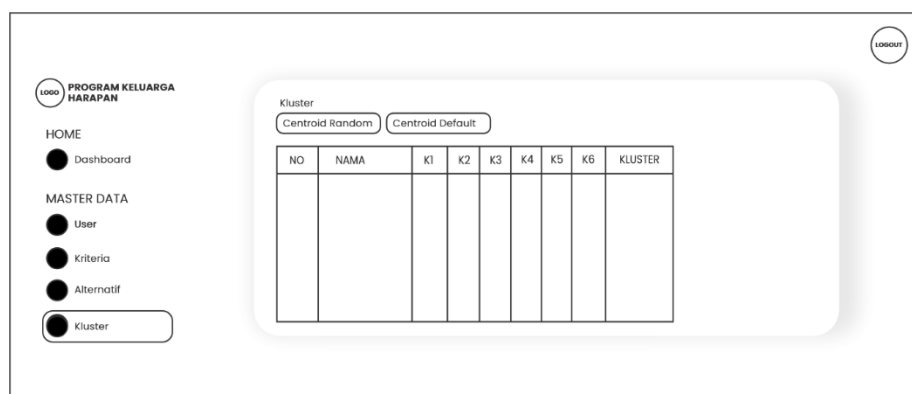 LOGOUT
LOGO
PROGRAM KELUARGA
HARAPAN
HOME
Dashboard
MASTER DATA
User
Kriteria
Alternatif
Kluster
Kluster
Centroid Random Centroid Default
NO NAMA K1 K2 K3 K4 K5 K6 KLUSTER